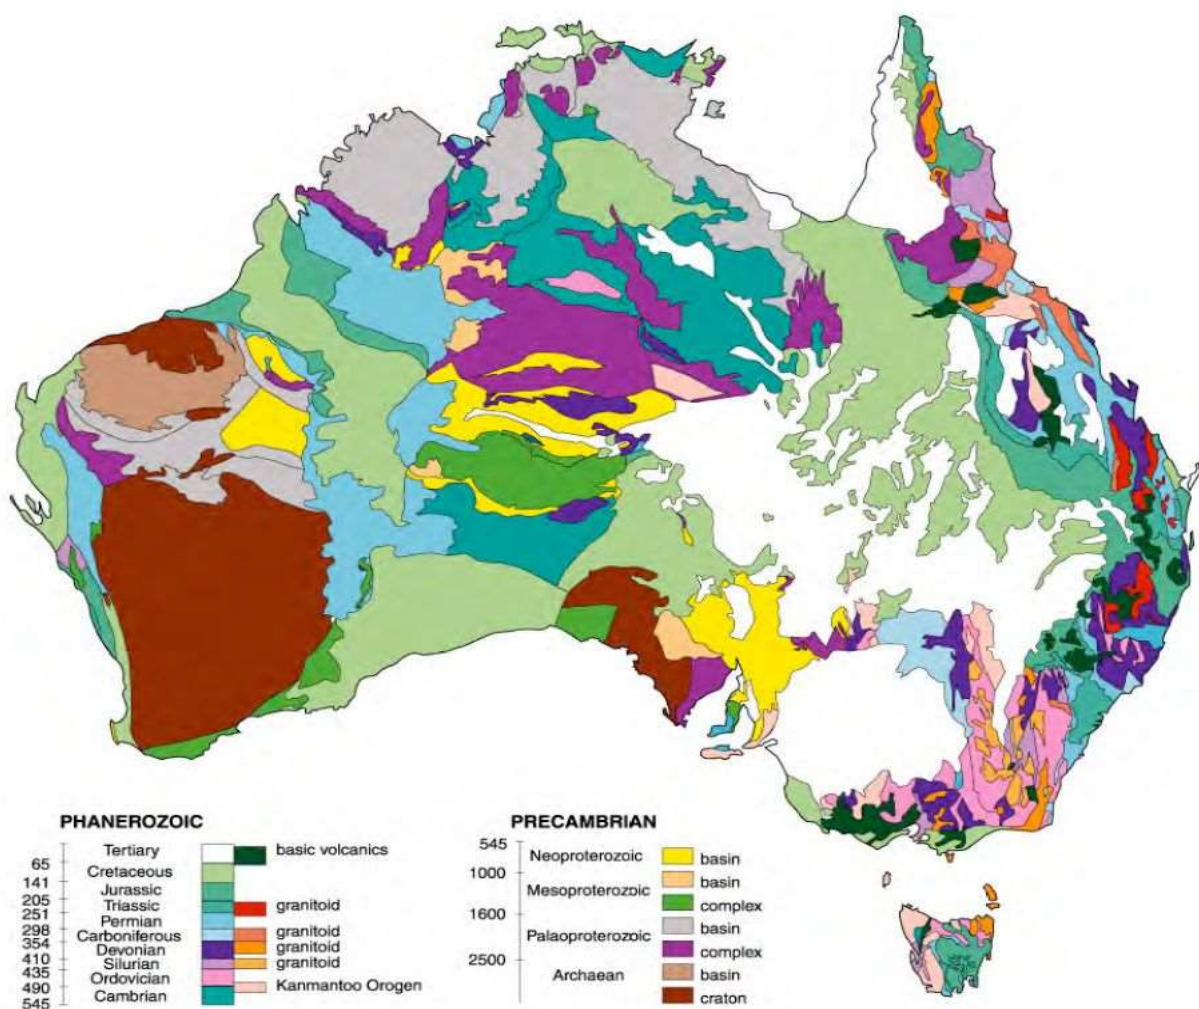 PHANEROZOIC
Tertiary
basic volcanics
65
Cretaceous
141
Jurassic
205
Triassic
granitoid
251
Permian
298
Carboniferous
granitoid
354
Devonian
granitoid
410
Silurian
granitoid
435
Ordovician
490
Kanmantoo Orogen
Cambrian
545
PRECAMBRIAN
545
Neoproterozoic
basin
1000
basin
Mesoproterozoic
complex
1600
basin
Palaoproterozoic
complex
2500
Archaean
basin
craton